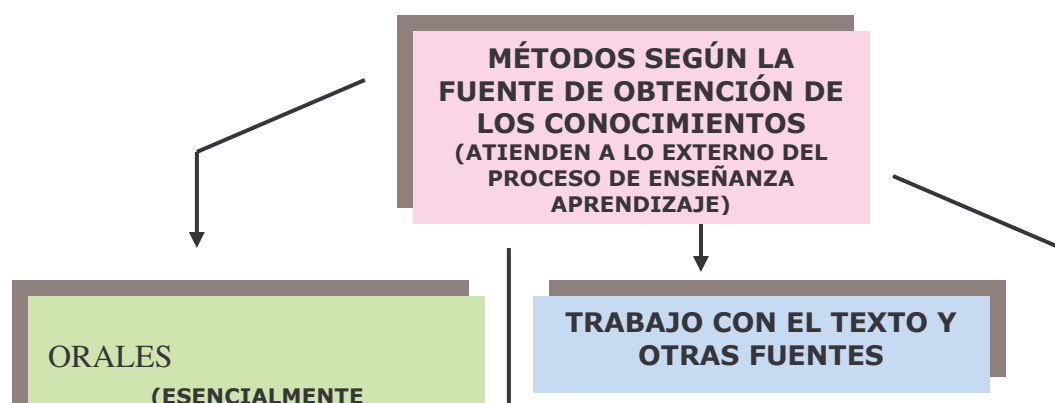 MÉTODOS SEGÚN LA
FUENTE DE OBTENCIÓN DE
LOS CONOCIMIENTOS
(ATIENDEN A LO EXTERNO DEL
PROCESO DE ENSEÑANZA
APRENDIZAJE)
ORALES
(ESENCIALMENTE
TRABAJO CON EL TEXTO Y
OTRAS FUENTES